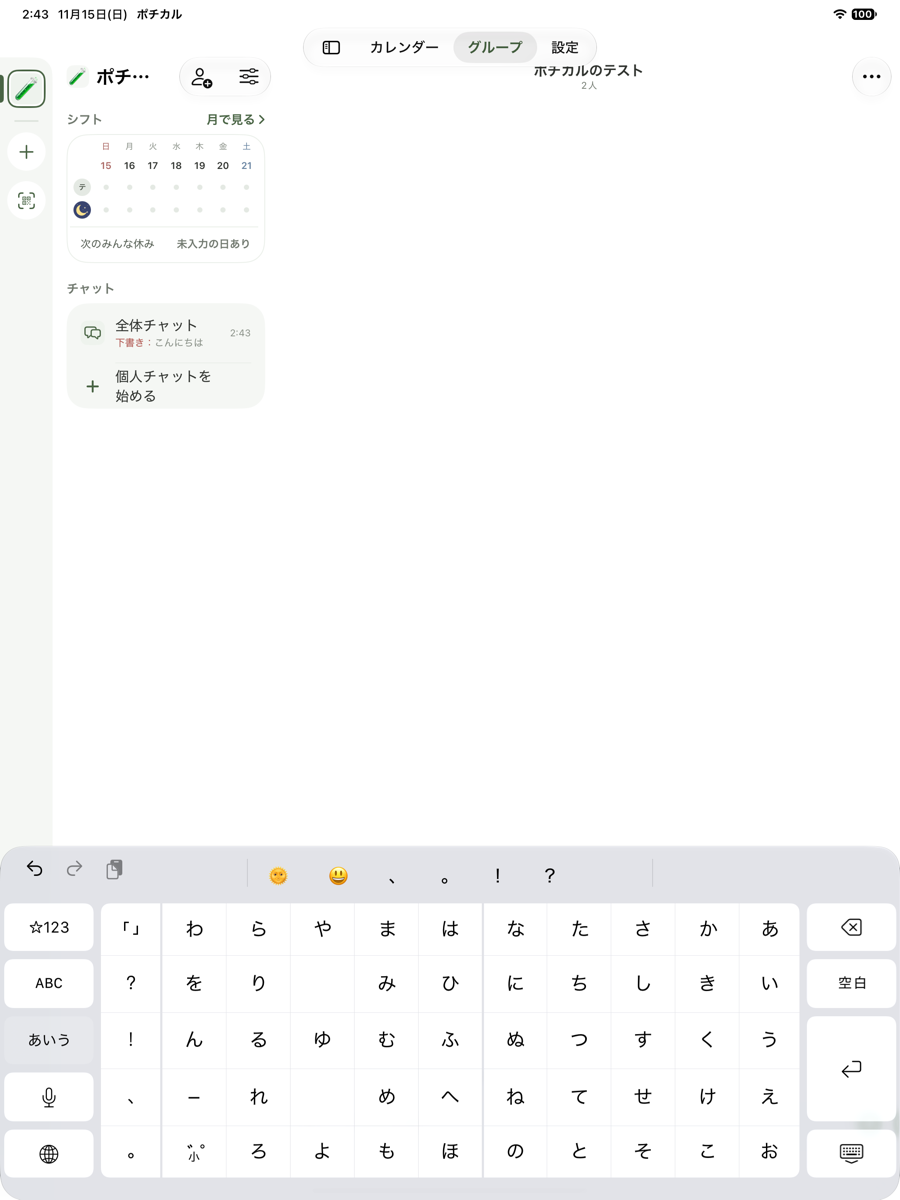 2:43 11月15日(日) ポチカル
100
カレンダー グループ 設定
ポチ…
ポチカルのテスト
2人
シフト 月で見る
日 月 火 水 木 金 土
15 16 17 18 19 20 21
テ
次のみんな休み 未入力の日あり
チャット
全体チャット 2:43
下書き：こんにちは
個人チャットを
始める
、 。 ! ?
☆123 「」 わ ら や ま は な た さ か あ
ABC ? を り み ひ に ち し き い 空白
あいう ! ん る ゆ む ふ ぬ つ す く う
、 ー れ め へ ね て せ け え
。 ゛゜小 ろ よ も ほ の と そ こ お